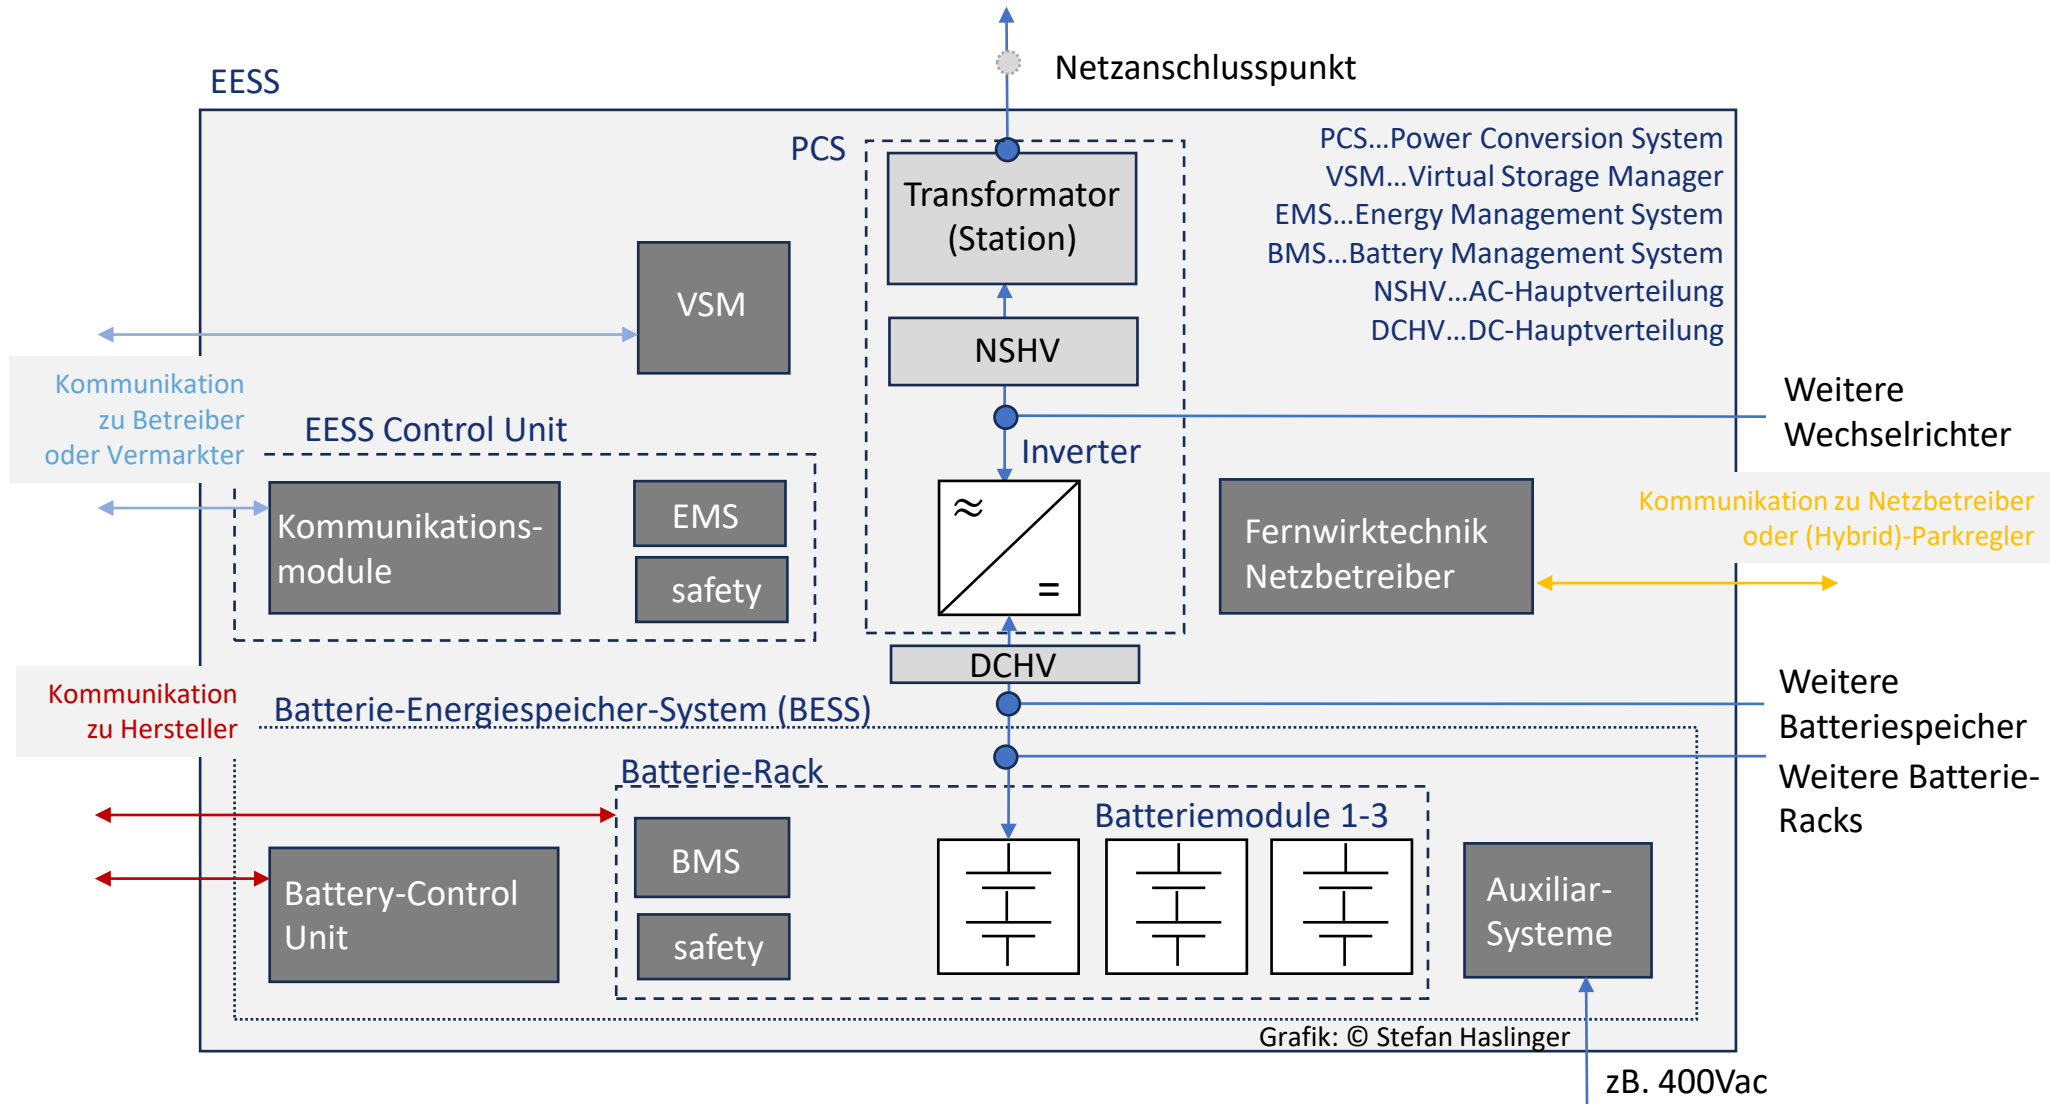 Netzanschlusspunkt
EESS
PCS
PCS...Power Conversion System
VSM...Virtual Storage Manager
EMS...Energy Management System
BMS...Battery Management System
NSHV...AC-Hauptverteilung
DCHV...DC-Hauptverteilung
Transformator
(Station)
VSM
NSHV
Kommunikation
zu Betreiber
oder Vermarkter
Weitere
Wechselrichter
EESS Control Unit
Inverter
Kommunikations-
module
EMS
safety
≈
=
Fernwirktechnik
Netzbetreiber
Kommunikation zu Netzbetreiber
oder (Hybrid)-Parkregler
DCHV
Kommunikation
zu Hersteller
Batterie-Energiespeicher-System (BESS)
Weitere
Batteriespeicher
Weitere Batterie-
Racks
Batterie-Rack
Batteriemodule 1-3
BMS
safety
Battery-Control
Unit
Auxiliar-
Systeme
Grafik: © Stefan Haslinger
zB. 400Vac